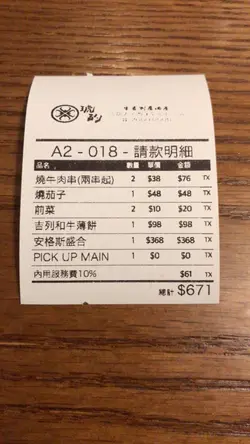 A2 - 018 - 請款明細
品名 數量 單價 金額
燒牛肉串(兩串起) 2 $38 $76 TX
燒茄子 1 $48 $48 TX
前菜 2 $10 $20 TX
吉列和牛薄餅 1 $98 $98 TX
安格斯盛合 1 $368 $368 TX
PICK UP MAIN 1 $0 $0 TX
內用服務費10% $61 TX
總計 $671